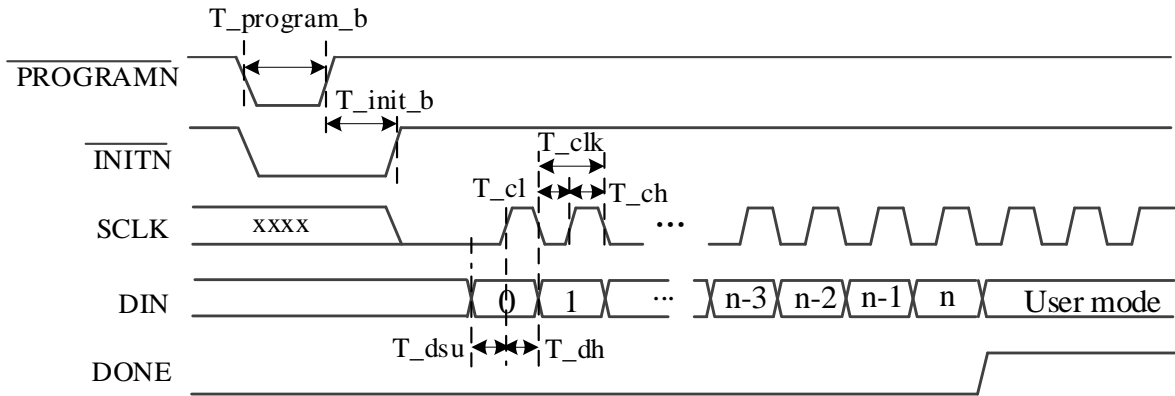 T_program_b
PROGRAMN
T_init_b
INITN
T_clk
T_cl
T_ch
SCLK
xxxx
...
DIN
0
1
...
n-3
n-2
n-1
n
User mode
T_dsu
T_dh
DONE